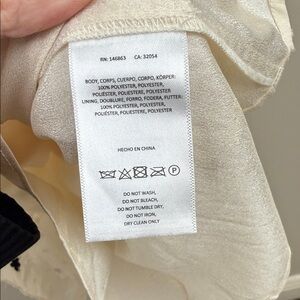 RN: 146863 CA: 32054
BODY, CORPS, CUERPO, CORPO, KÖRPER:
100% POLYESTER, POLYESTER,
POLIÉSTER, POLIESTERE, POLYESTER
LINING, DOUBLURE, FORRO, FODERA, FUTTER:
100% POLYESTER, POLYESTER,
POLIÉSTER, POLIESTERE, POLYESTER
HECHO EN CHINA
P
DO NOT WASH,
DO NOT BLEACH,
DO NOT TUMBLE DRY,
DO NOT IRON,
DRY CLEAN ONLY